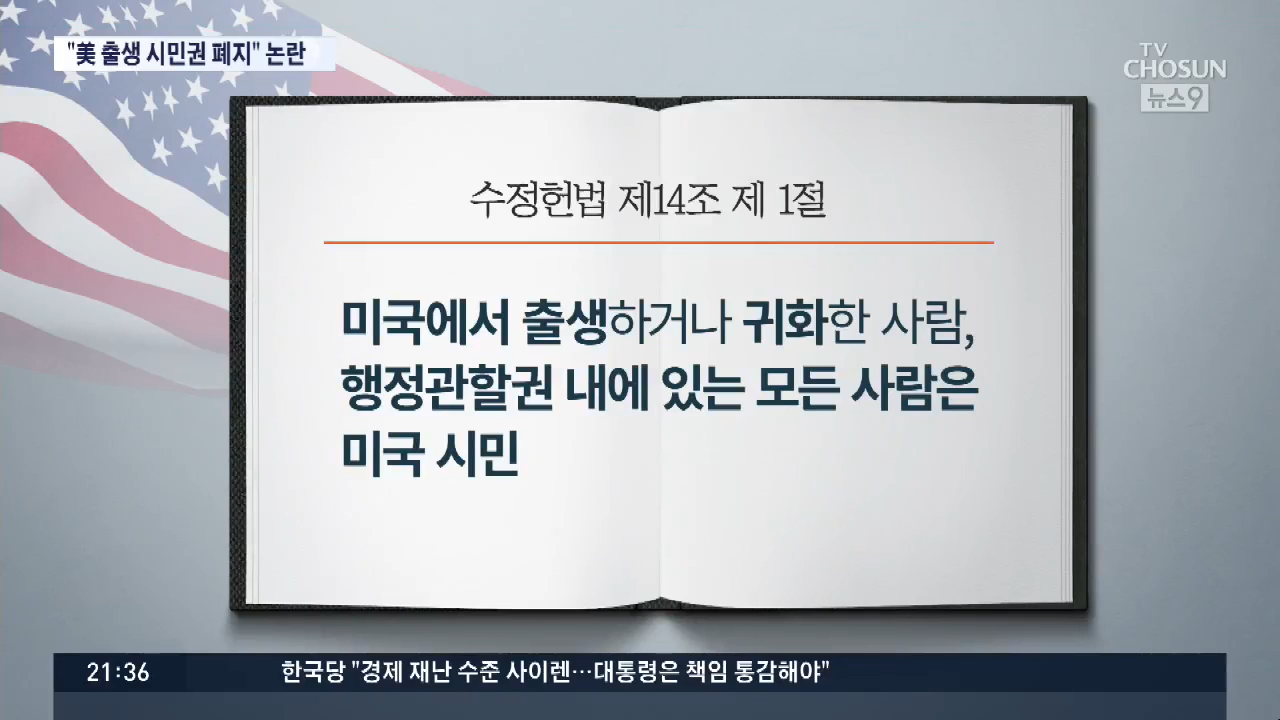 "美 출생 시민권 폐지" 논란
TV
CHOSUN
뉴스9
수정헌법 제14조 제 1절
미국에서 출생하거나 귀화한 사람,
행정관할권 내에 있는 모든 사람은
미국 시민
21:36 한국당 "경제 재난 수준 사이렌…대통령은 책임 통감해야"